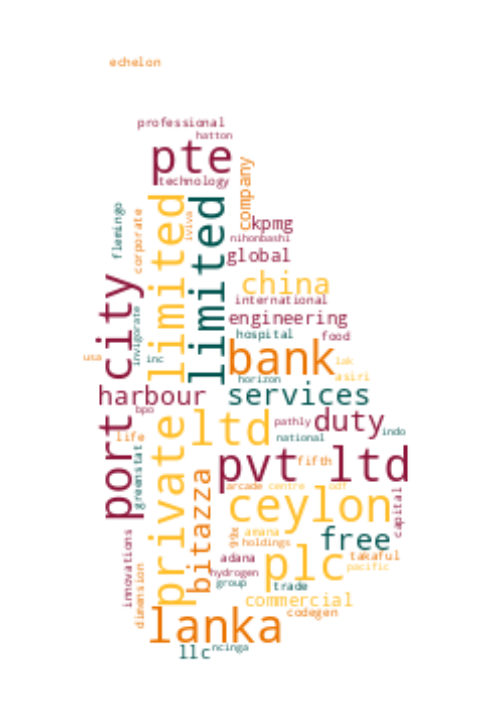 echelon
professional
hatton
pte
technology
company
flemingo
corporate
private limited
iviva
limited
kpmg
nihonbashi
global
china
international
engineering
port city
invigorate
hospital
food
usa
inc
bank
lak
horizon
asiri
harbour
services
bpo
ltd
pathly
duty
life
national
indo
greenstat
pvt ltd
fifth
bitazza
arcade
centre
odf
ceylon
capital
99x
amana
holdings
free
innovations
adana
plc
takaful
pacific
dimension
hydrogen
group
trade
commercial
codegen
lanka
llc
ncinga